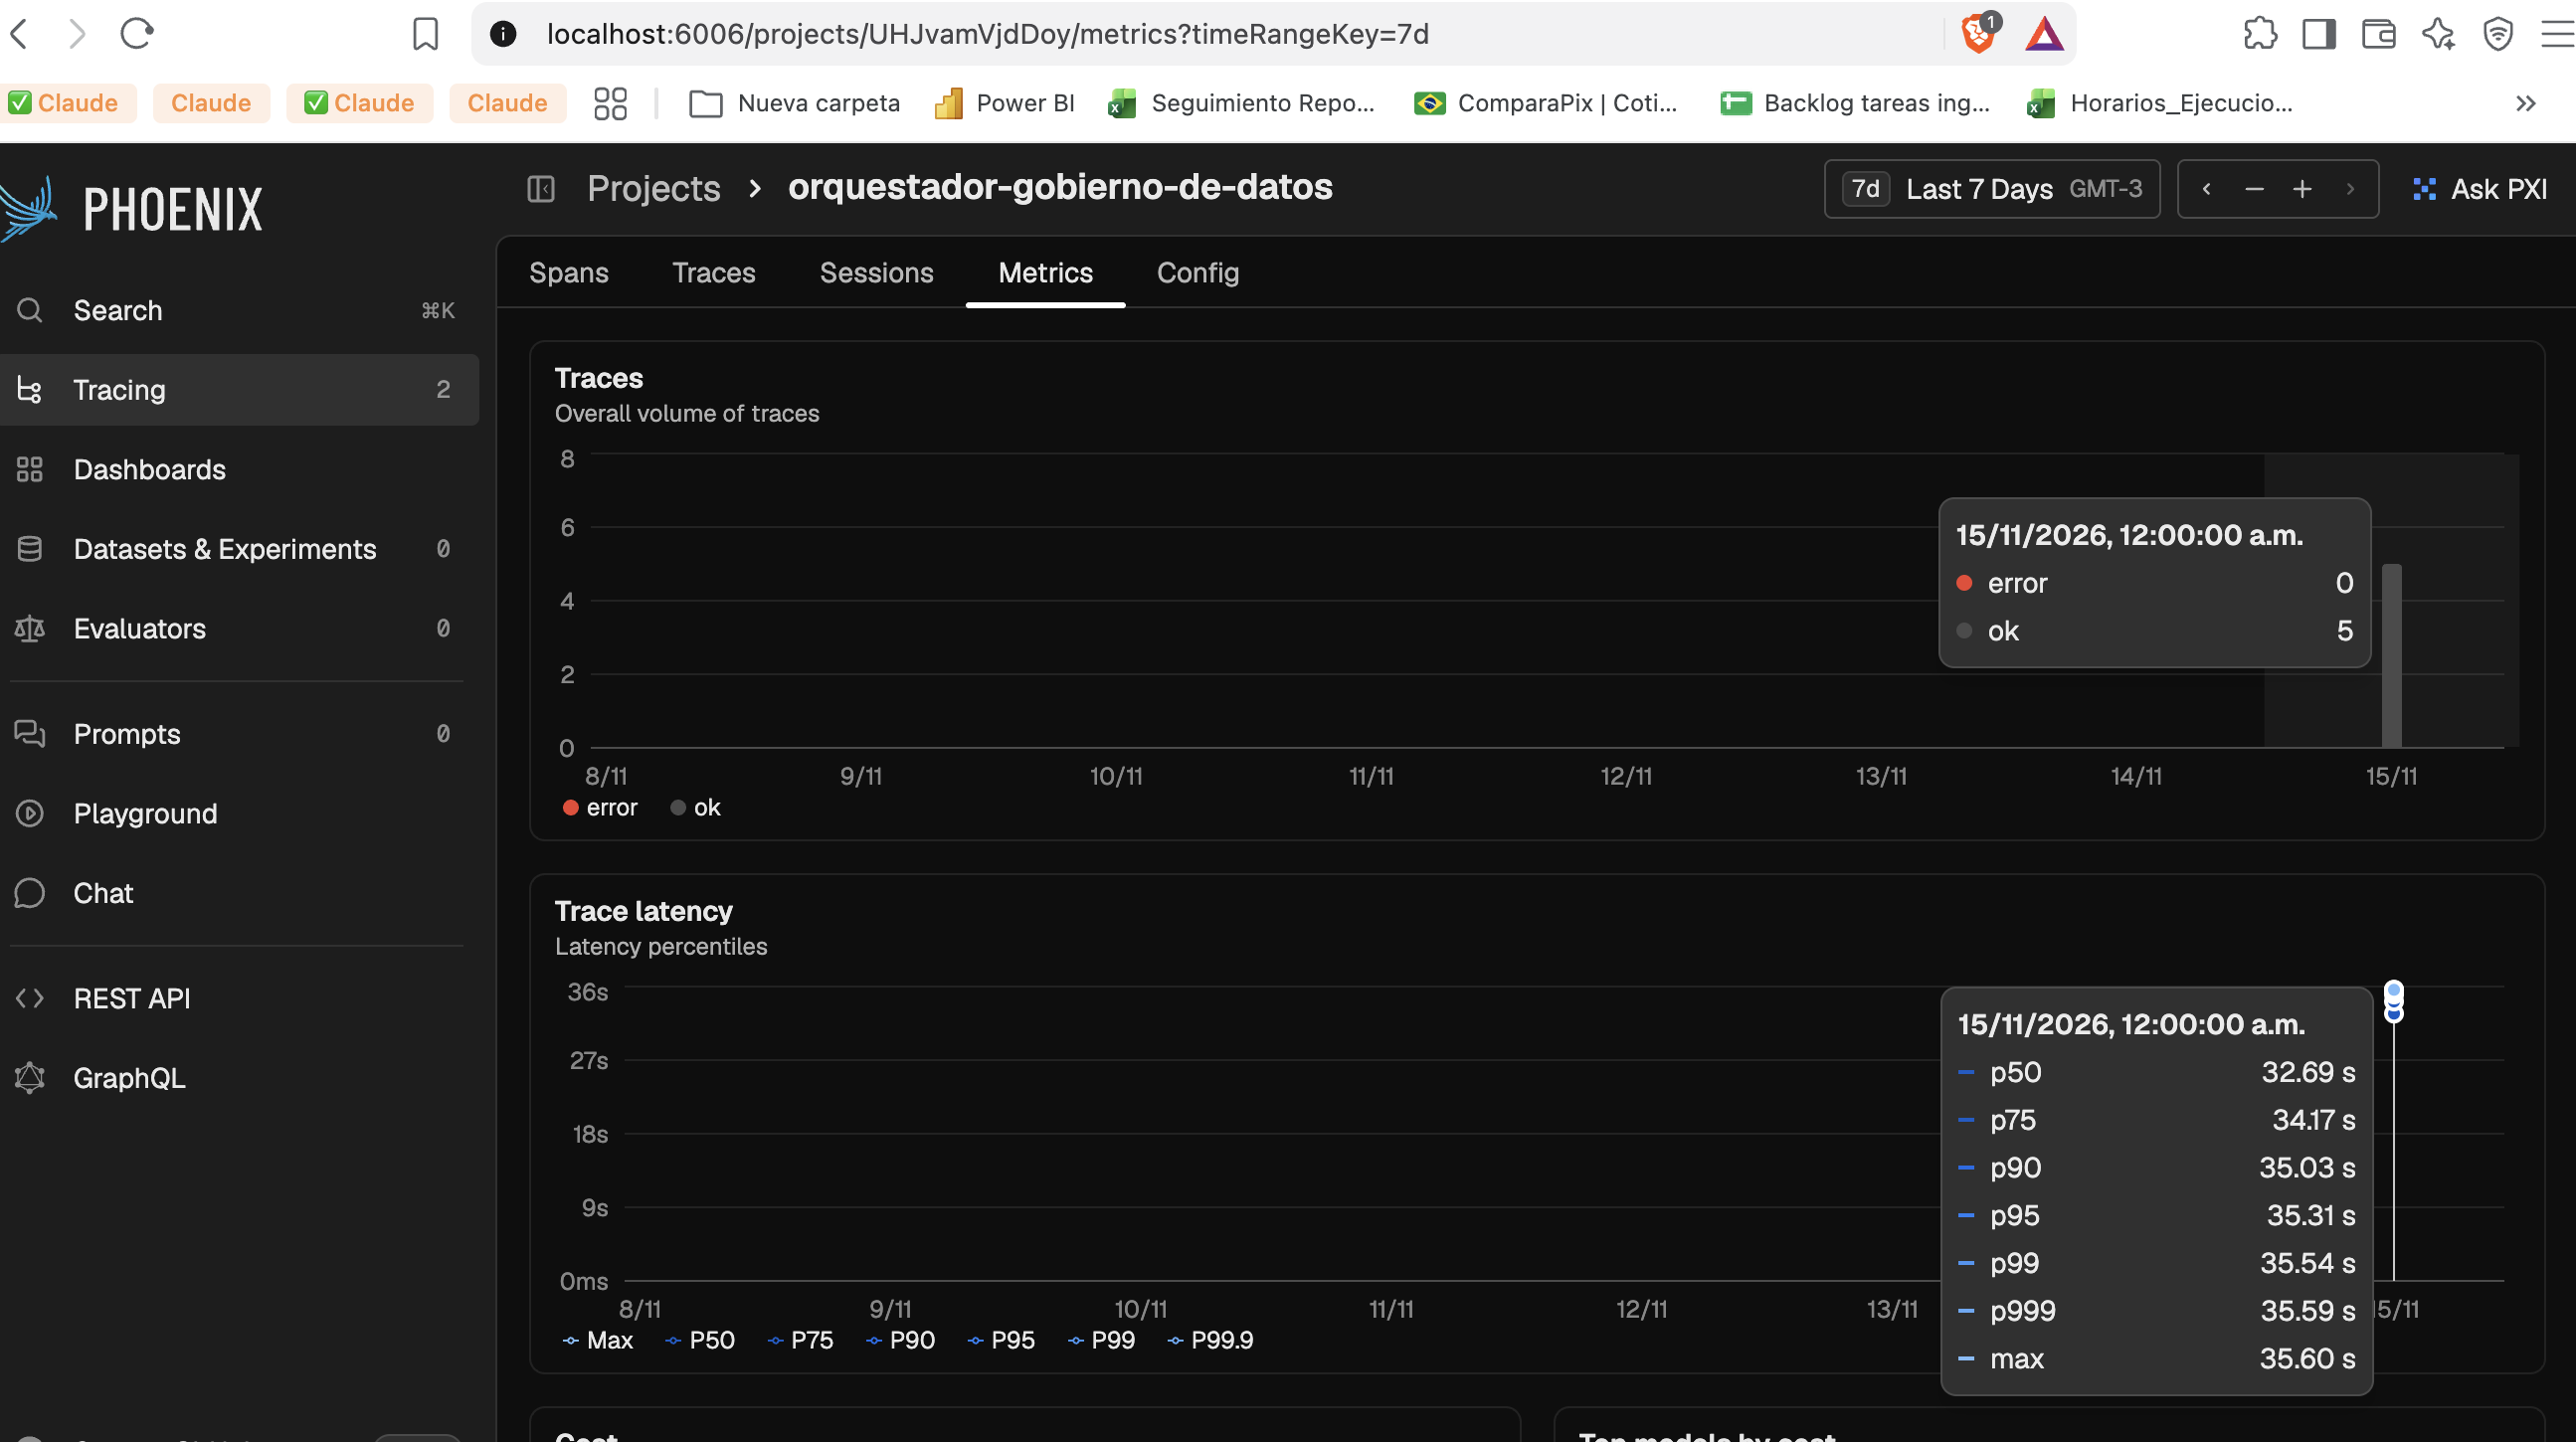 localhost:6006/projects/UHJvamVjdDoy/metrics?timeRangeKey=7d
1
Claude
Claude
Claude
Claude
Nueva carpeta
Power BI
Seguimiento Repo...
ComparaPix | Coti...
Backlog tareas ing...
Horarios_Ejecucio...
PHOENIX
Projects > orquestador-gobierno-de-datos
7d Last 7 Days GMT-3
Ask PXI
Search ⌘K
Tracing 2
Dashboards
Datasets & Experiments 0
Evaluators 0
Prompts 0
Playground
Chat
REST API
GraphQL
Spans Traces Sessions Metrics Config
Traces
Overall volume of traces
8
6
4
2
0
8/11 9/11 10/11 11/11 12/11 13/11 14/11 15/11
error ok
15/11/2026, 12:00:00 a.m.
error 0
ok 5
Trace latency
Latency percentiles
36s
27s
18s
9s
0ms
8/11 9/11 10/11 11/11 12/11 13/11 15/11
Max P50 P75 P90 P95 P99 P99.9
15/11/2026, 12:00:00 a.m.
p50 32.69 s
p75 34.17 s
p90 35.03 s
p95 35.31 s
p99 35.54 s
p999 35.59 s
max 35.60 s
Cost
Top models by cost